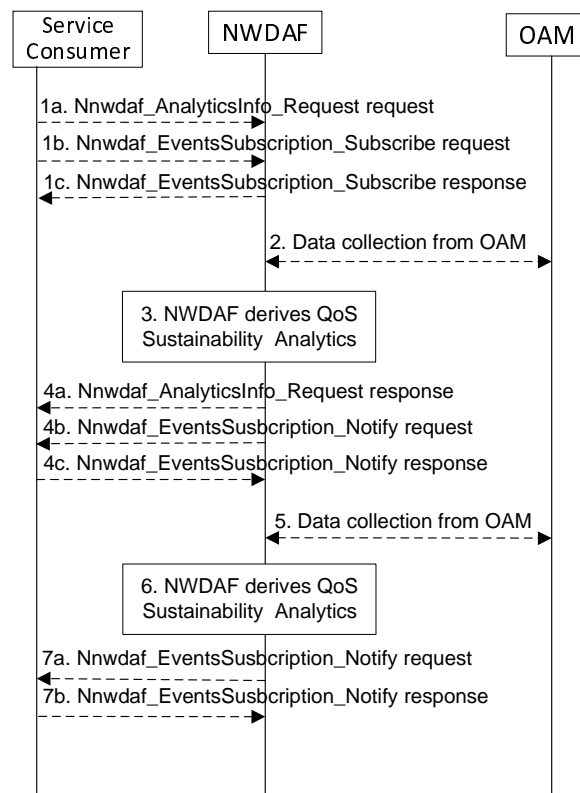 Service
Consumer
NWDAF
OAM
1a. Nnwdaf_AnalyticsInfo_Request request
1b. Nnwdaf_EventsSubscription_Subscribe request
1c. Nnwdaf_EventsSubscription_Subscribe response
2. Data collection from OAM
3. NWDAF derives QoS
Sustainability Analytics
4a. Nnwdaf_AnalyticsInfo_Request response
4b. Nnwdaf_EventsSusbcription_Notify request
4c. Nnwdaf_EventsSusbcription_Notify response
5. Data collection from OAM
6. NWDAF derives QoS
Sustainability Analytics
7a. Nnwdaf_EventsSusbcription_Notify request
7b. Nnwdaf_EventsSusbcription_Notify response